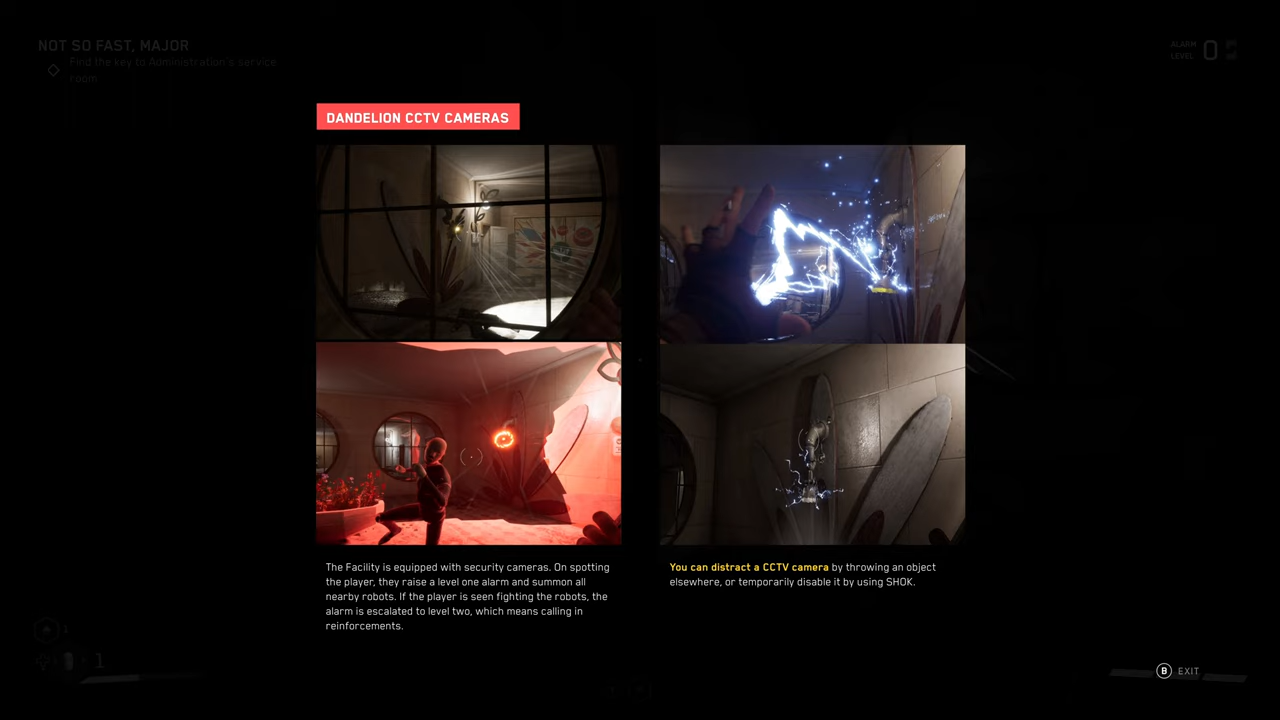 NOT SO FAST, MAJOR
Find the key to Administration's service
room
ALARM
LEVEL
0
DANDELION CCTV CAMERAS
The Facility is equipped with security cameras. On spotting
the player, they raise a level one alarm and summon all
nearby robots. If the player is seen fighting the robots, the
alarm is escalated to level two, which means calling in
reinforcements.
You can distract a CCTV camera by throwing an object
elsewhere, or temporarily disable it by using SHOK.
1
1
B EXIT